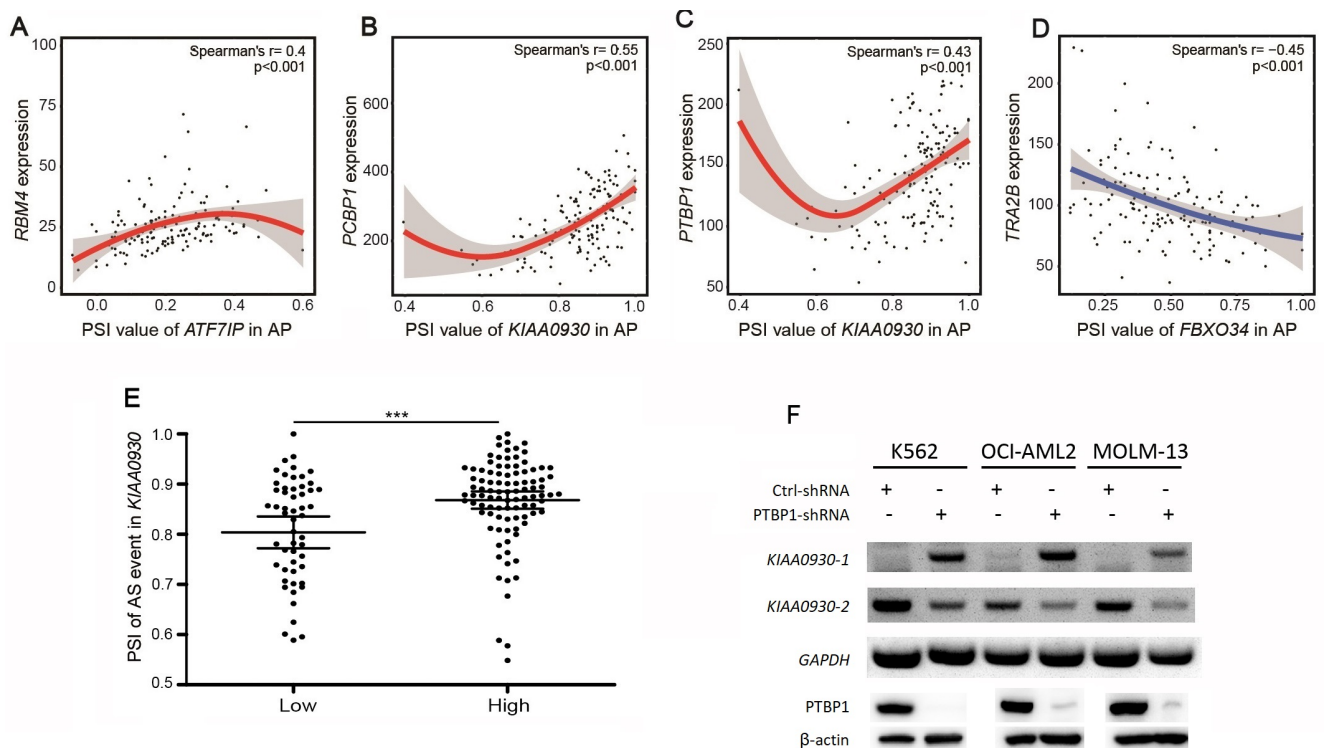 A
Spearman's r= 0.4
p<0.001
100
75
50
25
0
RBM4 expression
0.0 0.2 0.4 0.6
PSI value of ATF7IP in AP
B
Spearman's r= 0.55
p<0.001
600
400
200
PCBP1 expression
0.4 0.6 0.8 1.0
PSI value of KIAA0930 in AP
C
Spearman's r= 0.43
p<0.001
250
200
150
100
50
PTBP1 expression
0.4 0.6 0.8 1.0
PSI value of KIAA0930 in AP
D
Spearman's r= −0.45
p<0.001
200
150
100
50
TRA2B expression
0.25 0.50 0.75 1.00
PSI value of FBXO34 in AP
E
***
1.0
0.9
0.8
0.7
0.6
0.5
PSI of AS event in KIAA0930
Low High
F
K562 OCI-AML2 MOLM-13
Ctrl-shRNA + - + - + -
PTBP1-shRNA - + - + - +
KIAA0930-1
KIAA0930-2
GAPDH
PTBP1
β-actin